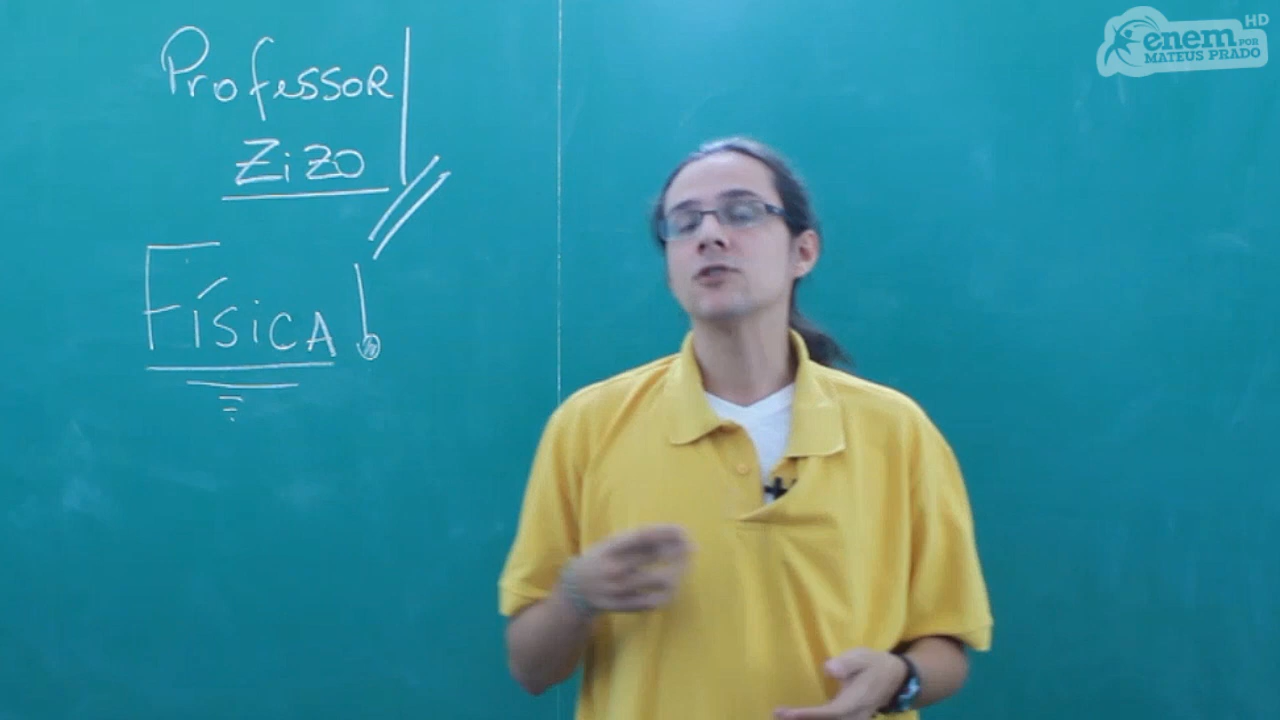 Professor
Zizo
Física!
enem HD
POR
MATEUS PRADO